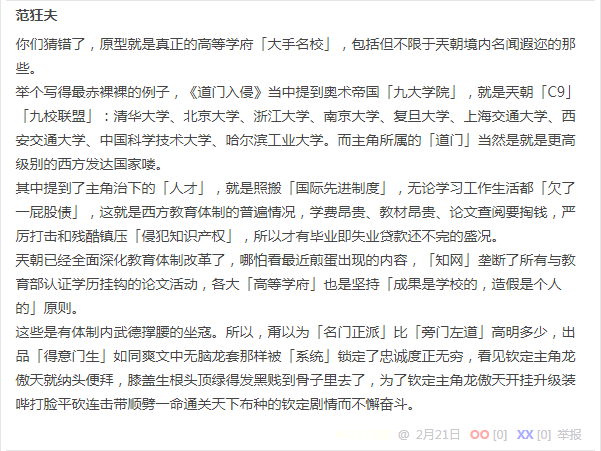 范狂夫
你们猜错了，原型就是真正的高等学府「大手名校」，包括但不限于天朝境内名闻遐迩的那
些。
举个写得最赤裸裸的例子，《道门入侵》当中提到奥术帝国「九大学院」，就是天朝「C9」
「九校联盟」：清华大学、北京大学、浙江大学、南京大学、复旦大学、上海交通大学、西
安交通大学、中国科学技术大学、哈尔滨工业大学。而主角所属的「道门」当然是就是更高
级别的西方发达国家喽。
其中提到了主角治下的「人才」，就是照搬「国际先进制度」，无论学习工作生活都「欠了
一屁股债」，这就是西方教育体制的普遍情况，学费昂贵、教材昂贵、论文查阅要掏钱，严
厉打击和残酷镇压「侵犯知识产权」，所以才有毕业即失业贷款还不完的盛况。
天朝已经全面深化教育体制改革了，哪怕看最近煎蛋出现的内容，「知网」垄断了所有与教
育部认证学历挂钩的论文活动，各大「高等学府」也是坚持「成果是学校的，造假是个人
的」原则。
这些是有体制内武德撑腰的坐寇。所以，甭以为「名门正派」比「旁门左道」高明多少，出
品「得意门生」如同爽文中无脑龙套那样被「系统」锁定了忠诚度正无穷，看见钦定主角龙
傲天就纳头便拜，膝盖生根头顶绿得发黑贱到骨子里去了，为了钦定主角龙傲天开挂升级装
哔打脸平砍连击带顺劈一命通关天下布种的钦定剧情而不懈奋斗。
@ 2月21日 OO [0] XX [0] 举报